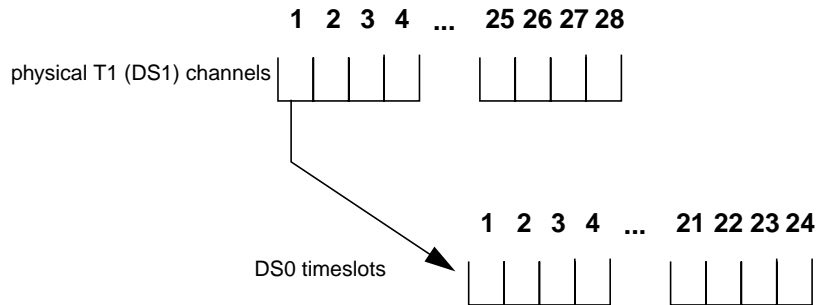 1 2 3 4 ... 25 26 27 28
physical T1 (DS1) channels
1 2 3 4 ... 21 22 23 24
DS0 timeslots